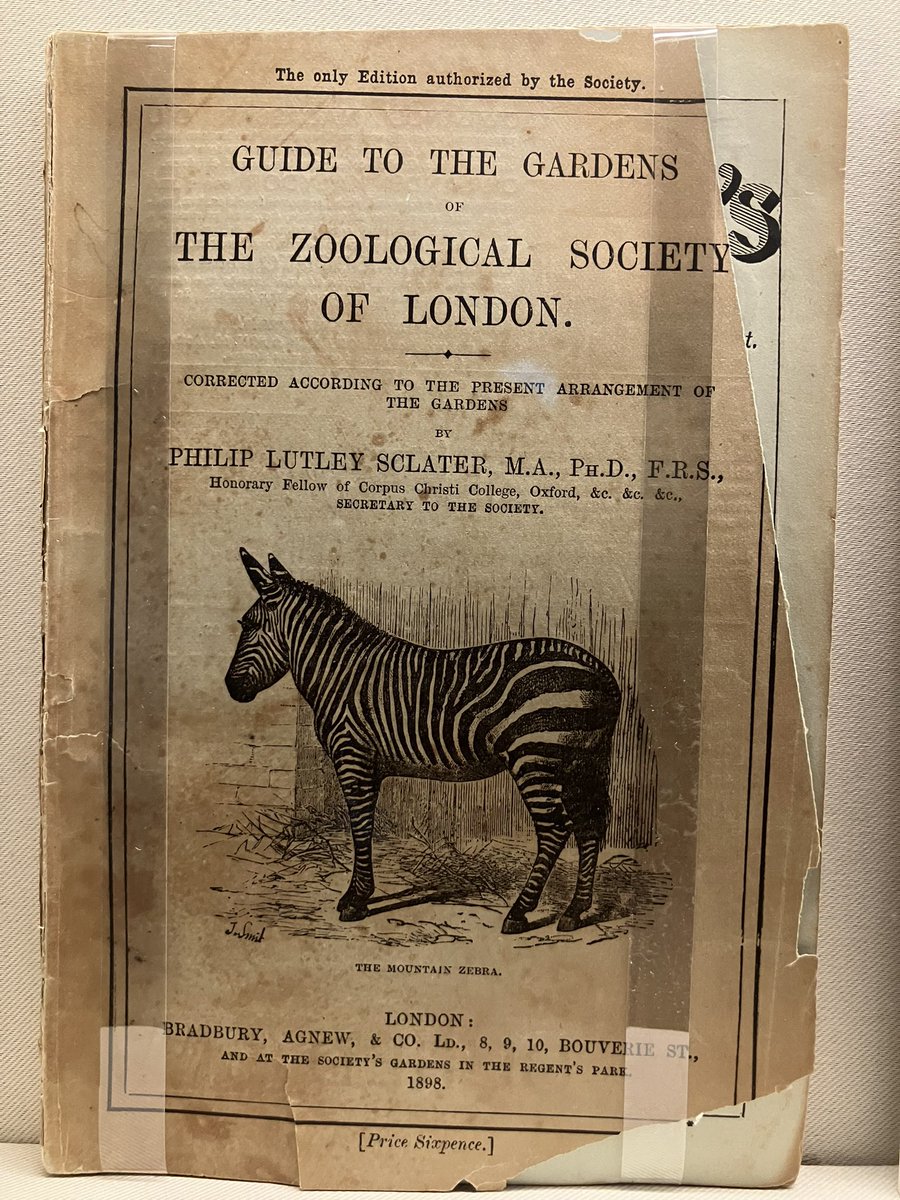 The only Edition authorized by the Society.
GUIDE TO THE GARDENS
OF
THE ZOOLOGICAL SOCIETY
OF LONDON.
CORRECTED ACCORDING TO THE PRESENT ARRANGEMENT OF
THE GARDENS
BY
PHILIP LUTLEY SCLATER, M.A., PH.D., F.R.S.,
Honorary Fellow of Corpus Christi College, Oxford, &c. &c. &c.,
SECRETARY TO THE SOCIETY.
J. Smit
THE MOUNTAIN ZEBRA.
LONDON:
BRADBURY, AGNEW, & CO. LD., 8, 9, 10, BOUVERIE ST.,
AND AT THE SOCIETY'S GARDENS IN THE REGENT'S PARK.
1898.
[Price Sixpence.]
'S
t.